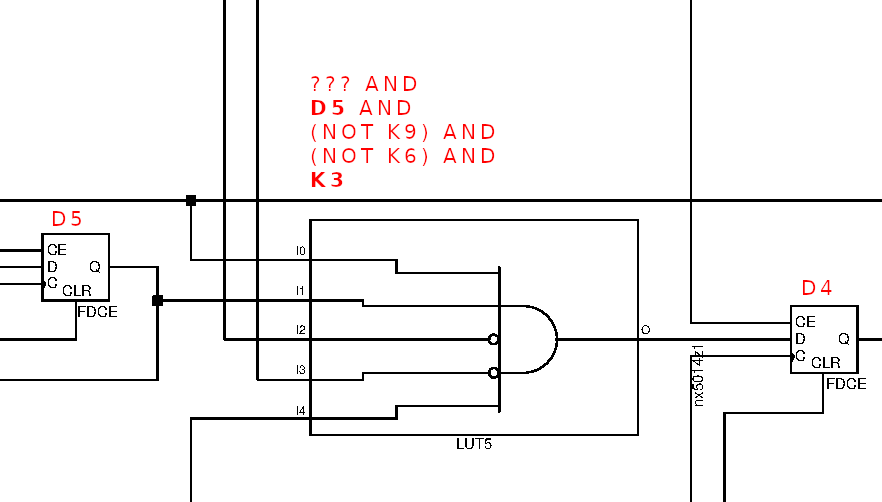 ??? AND
D5 AND
(NOT K9) AND
(NOT K6) AND
K3
D5
CE
D
Q
C
CLR
FDCE
I0
I1
I2
I3
I4
O
LUT5
nx5014z1
D4
CE
D
Q
C
CLR
FDCE